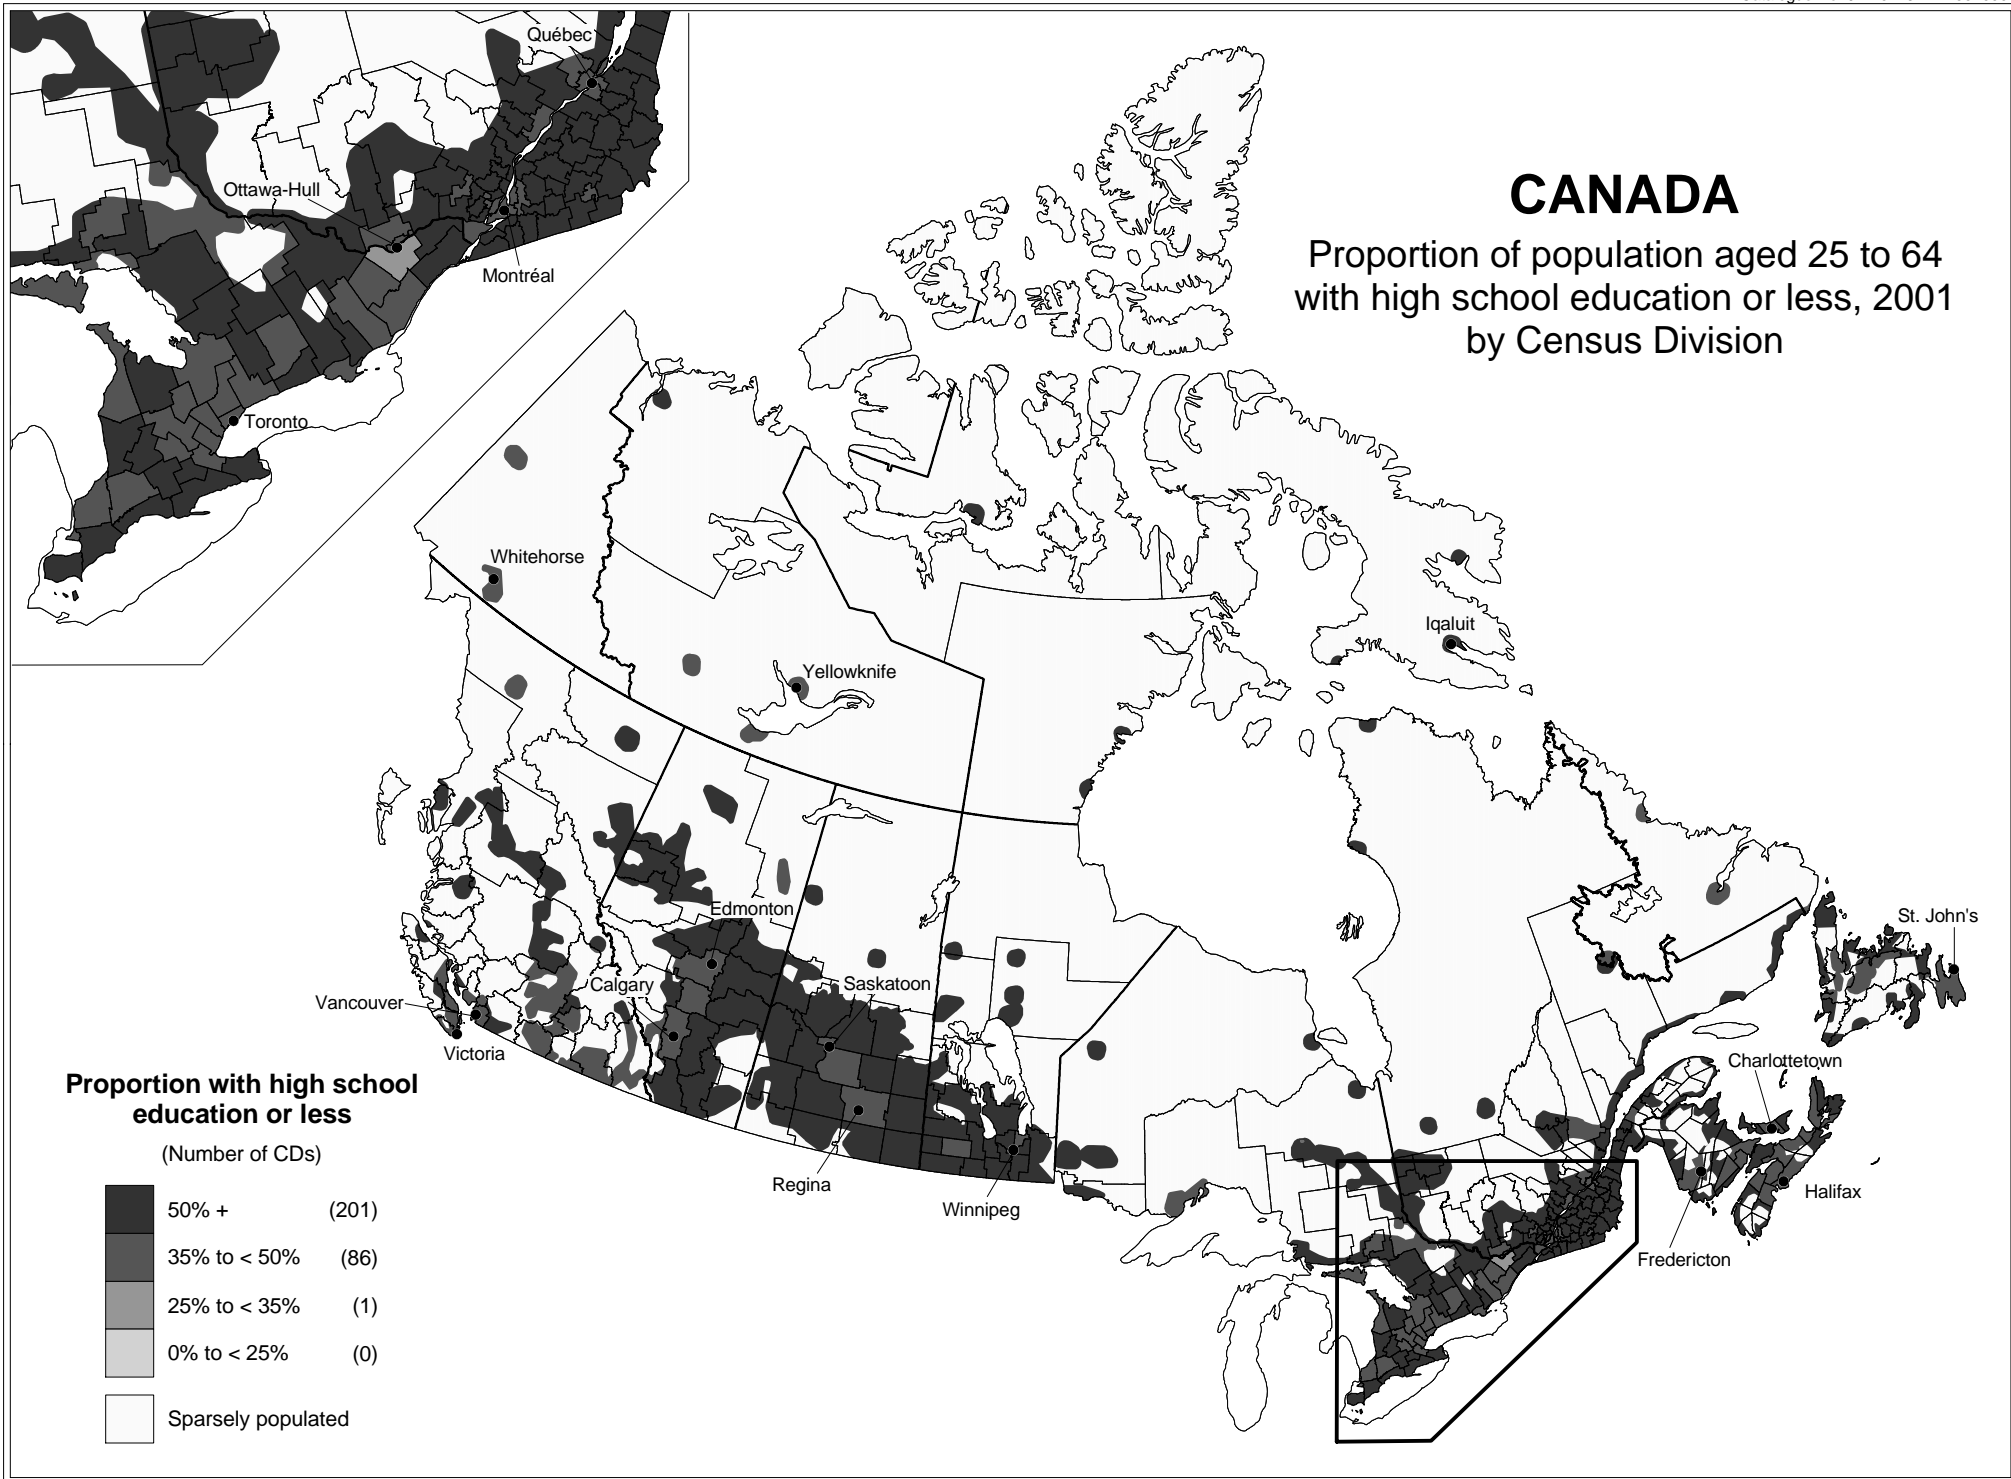 CANADA
Proportion of population aged 25 to 64
with high school education or less, 2001
by Census Division
Québec
Ottawa-Hull
Montréal
Toronto
Whitehorse
Iqaluit
Yellowknife
Edmonton
St. John's
Calgary
Saskatoon
Vancouver
Victoria
Charlottetown
Regina
Winnipeg
Halifax
Fredericton
Proportion with high school
education or less
(Number of CDs)
50% + (201)
35% to < 50% (86)
25% to < 35% (1)
0% to < 25% (0)
Sparsely populated